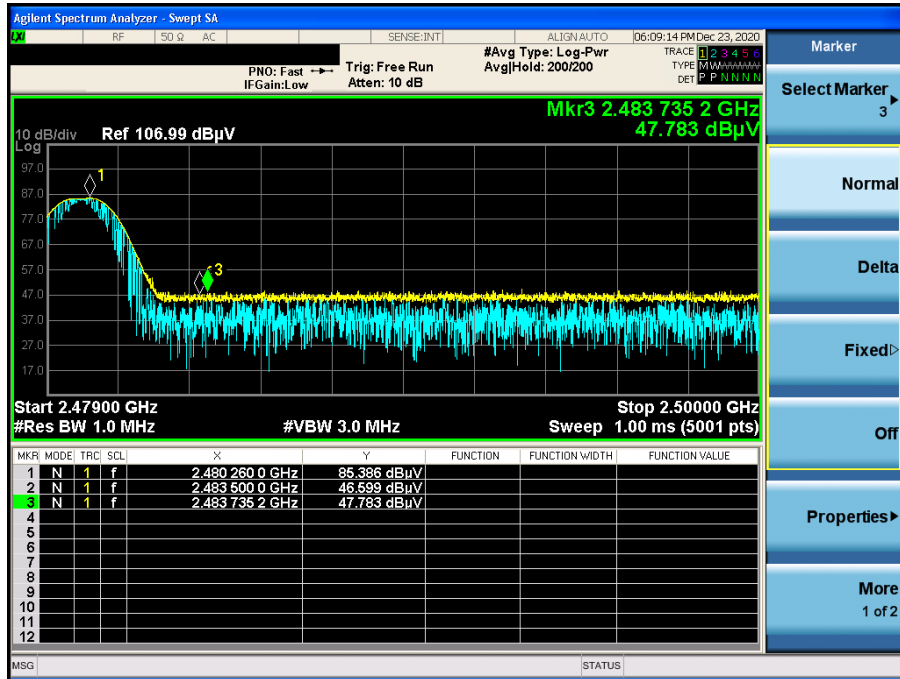 Agilent Spectrum Analyzer - Swept SA
LXI RF 50 Ω AC SENSE:INT ALIGN AUTO 06:09:14 PM Dec 23, 2020
Marker
#Avg Type: Log-Pwr TRACE 1 2 3 4 5 6
PNO: Fast Trig: Free Run Avg|Hold: 200/200 TYPE M W W W W W
IFGain:Low Atten: 10 dB DET P P N N N N
Select Marker
3
Mkr3 2.483 735 2 GHz
10 dB/div Ref 106.99 dBµV 47.783 dBµV
Log
97.0
87.0
77.0
67.0
57.0
47.0
37.0
27.0
17.0
1
3
Normal
Delta
Fixed
Off
Start 2.47900 GHz Stop 2.50000 GHz
#Res BW 1.0 MHz #VBW 3.0 MHz Sweep 1.00 ms (5001 pts)
MKR MODE TRC SCL X Y FUNCTION FUNCTION WIDTH FUNCTION VALUE
1 N 1 f 2.480 260 0 GHz 85.386 dBµV
2 N 1 f 2.483 500 0 GHz 46.599 dBµV
3 N 1 f 2.483 735 2 GHz 47.783 dBµV
4
5
6
7
8
9
10
11
12
Properties
More
1 of 2
MSG STATUS